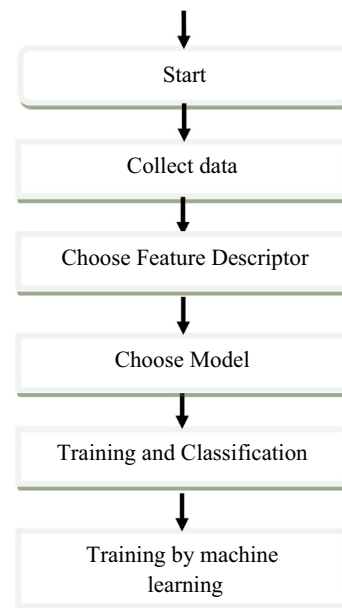 Start
Collect data
Choose Feature Descriptor
Choose Model
Training and Classification
Training by machine
learning